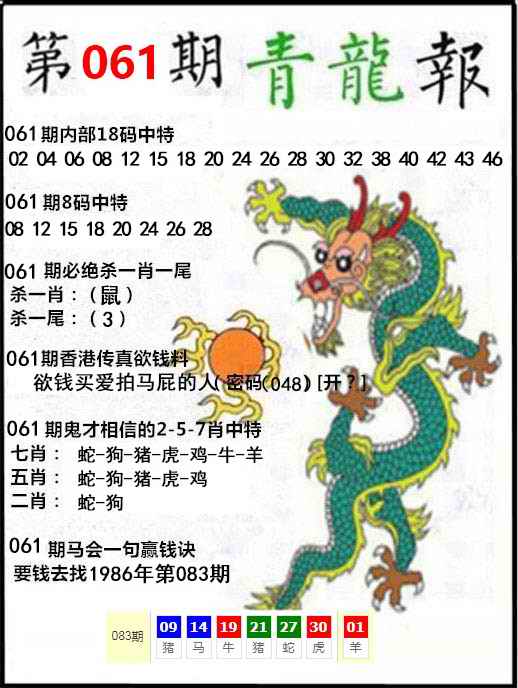 第061期青龍報
061期内部18码中特
02 04 06 08 12 15 18 20 24 26 28 30 32 38 40 42 43 46
061期8码中特
08 12 15 18 20 24 26 28
061 期必绝杀一肖一尾
杀一肖：（鼠）
杀一尾：（3）
061期香港传真欲钱料
欲钱买爱拍马屁的人( 密码(048) [开？]
061期鬼才相信的2-5-7肖中特
七肖： 蛇-狗-猪-虎-鸡-牛-羊
五肖： 蛇-狗-猪-虎-鸡
二肖： 蛇-狗
061 期马会一句赢钱诀
要钱去找1986年第083期
083期 09 14 19 21 27 30 01
猪 马 牛 猪 蛇 虎 羊